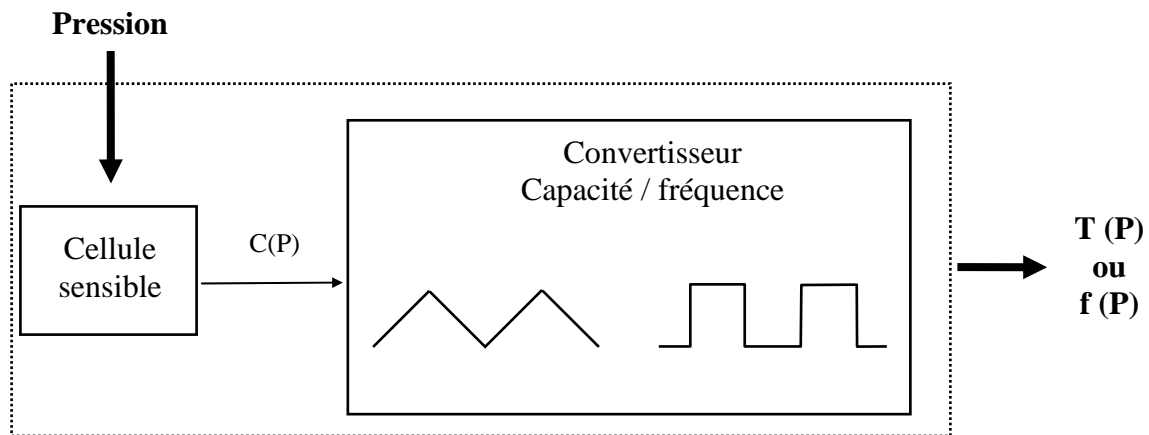 Pression
Convertisseur
Capacité / fréquence
Cellule
sensible
C(P)
T (P)
ou
f (P)